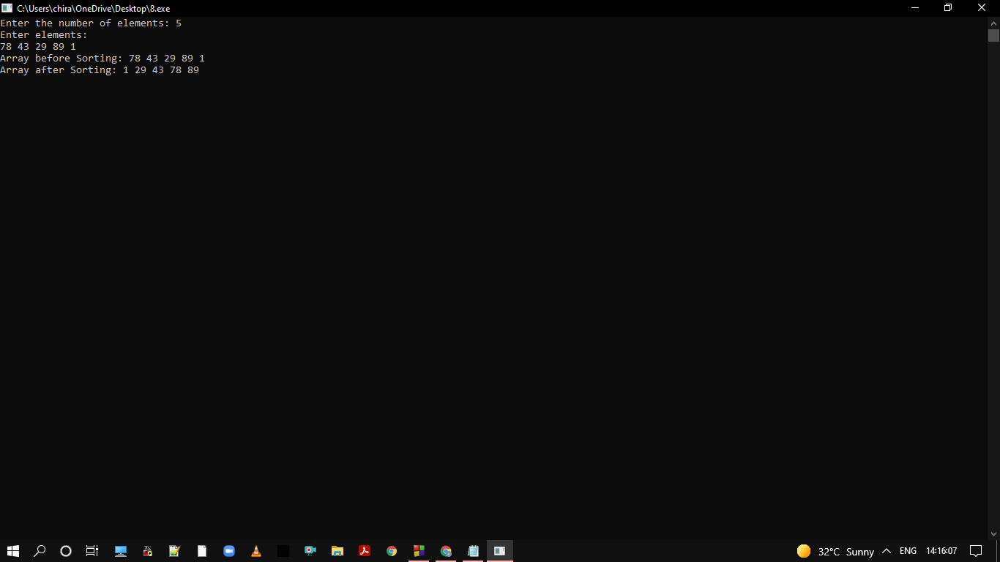 C:\Users\chira\OneDrive\Desktop\8.exe
Enter the number of elements: 5
Enter elements:
78 43 29 89 1
Array before Sorting: 78 43 29 89 1
Array after Sorting: 1 29 43 78 89
32°C Sunny ENG 14:16:07